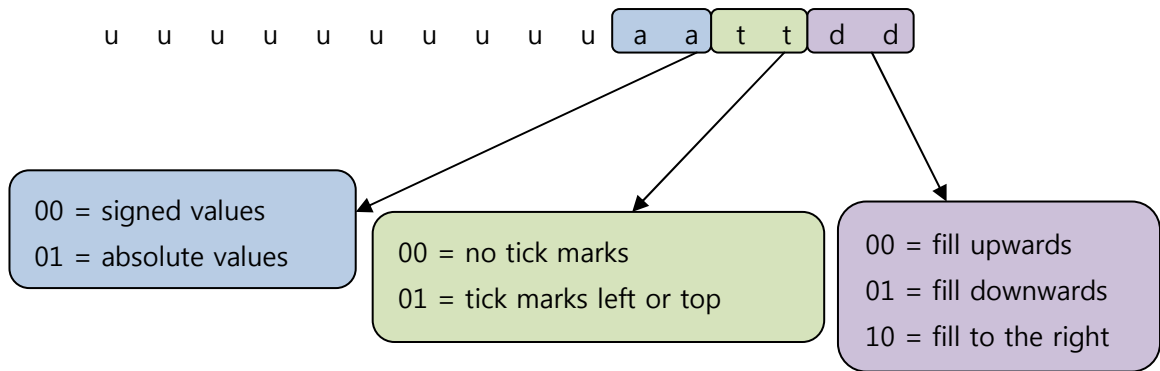 u u u u u u u u u u a a t t d d
00 = signed values
01 = absolute values
00 = no tick marks
01 = tick marks left or top
00 = fill upwards
01 = fill downwards
10 = fill to the right